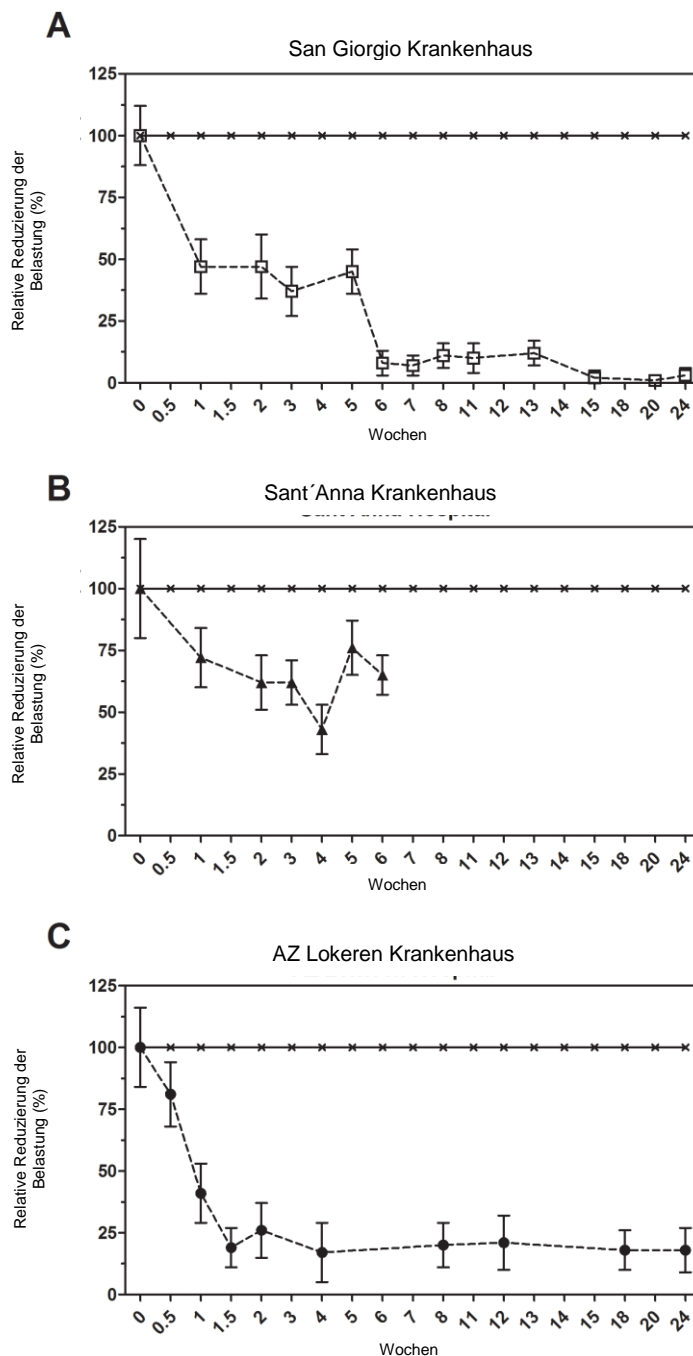 A
San Giorgio Krankenhaus
Relative Reduzierung der
Belastung (%)
125
100
75
50
25
0
0 0.5 1 1.5 2 3 4 5 6 7 8 11 12 13 14 15 18 20 24
Wochen
B
Sant´Anna Krankenhaus
Relative Reduzierung der
Belastung (%)
125
100
75
50
25
0
0 0.5 1 1.5 2 3 4 5 6 7 8 11 12 13 14 15 18 20 24
Wochen
C
AZ Lokeren Krankenhaus
Relative Reduzierung der
Belastung (%)
125
100
75
50
25
0
0 0.5 1 1.5 2 3 4 5 6 7 8 11 12 13 14 15 18 20 24
Wochen